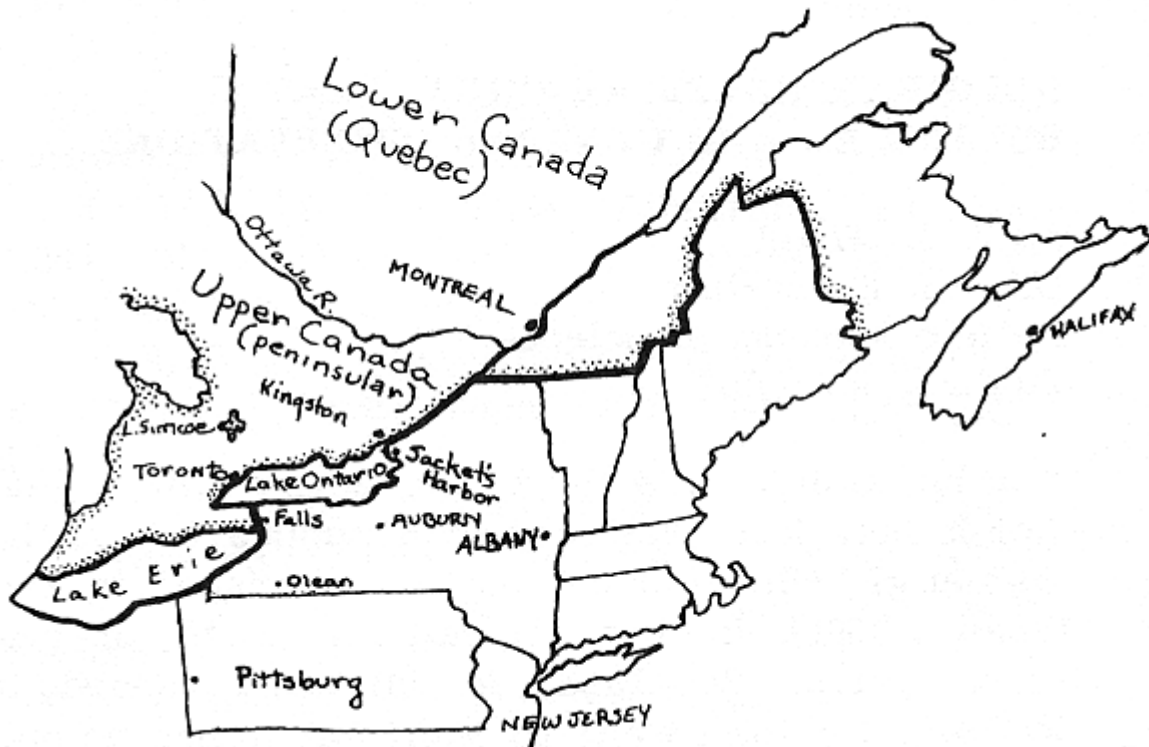 Lower Canada
(Quebec)
Ottawa R.
MONTREAL
Upper Canada
(peninsular)
Kingston
HALIFAX
L. Simcoe
TORONTO
Lake Ontario
Sacket's
Harbor
Falls
AUBURN
ALBANY
Lake Erie
Olean
Pittsburg
NEW JERSEY